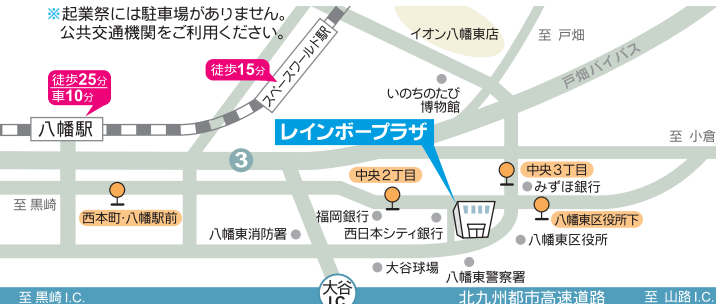 ※起業祭には駐車場がありません。
公共交通機関をご利用ください。
イオン八幡東店
至 戸畑
戸畑バイパス
徒歩25分
車10分
徒歩15分
スペースワールド駅
いのちのたび
博物館
八幡駅
レインボープラザ
至 小倉
3
中央2丁目
中央3丁目
みずほ銀行
至 黒崎
西本町・八幡駅前
福岡銀行
西日本シティ銀行
八幡東区役所下
八幡東消防署
八幡東区役所
大谷球場
八幡東警察署
大谷
I.C.
至 黒崎I.C.
北九州都市高速道路
至 山路I.C.